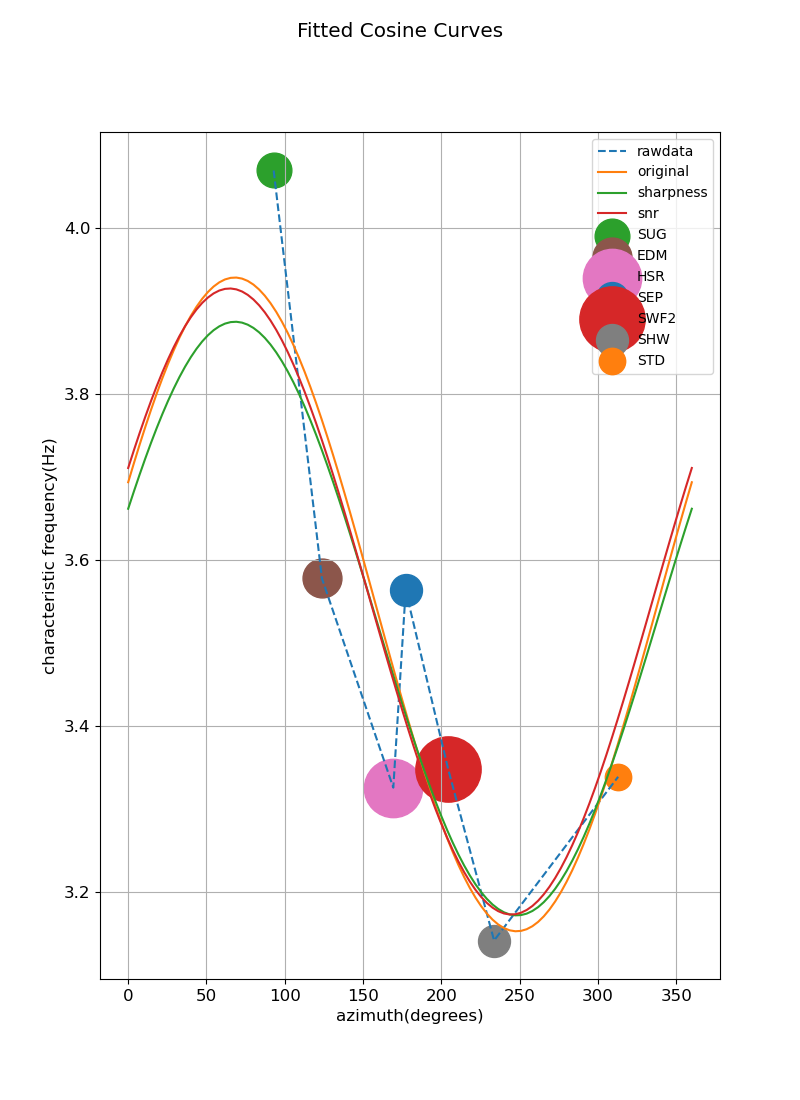 Fitted Cosine Curves
rawdata
original
sharpness
snr
SUG
EDM
HSR
SEP
SWF2
SHW
STD
4.0
3.8
3.6
3.4
3.2
characteristic frequency(Hz)
0 50 100 150 200 250 300 350
azimuth(degrees)